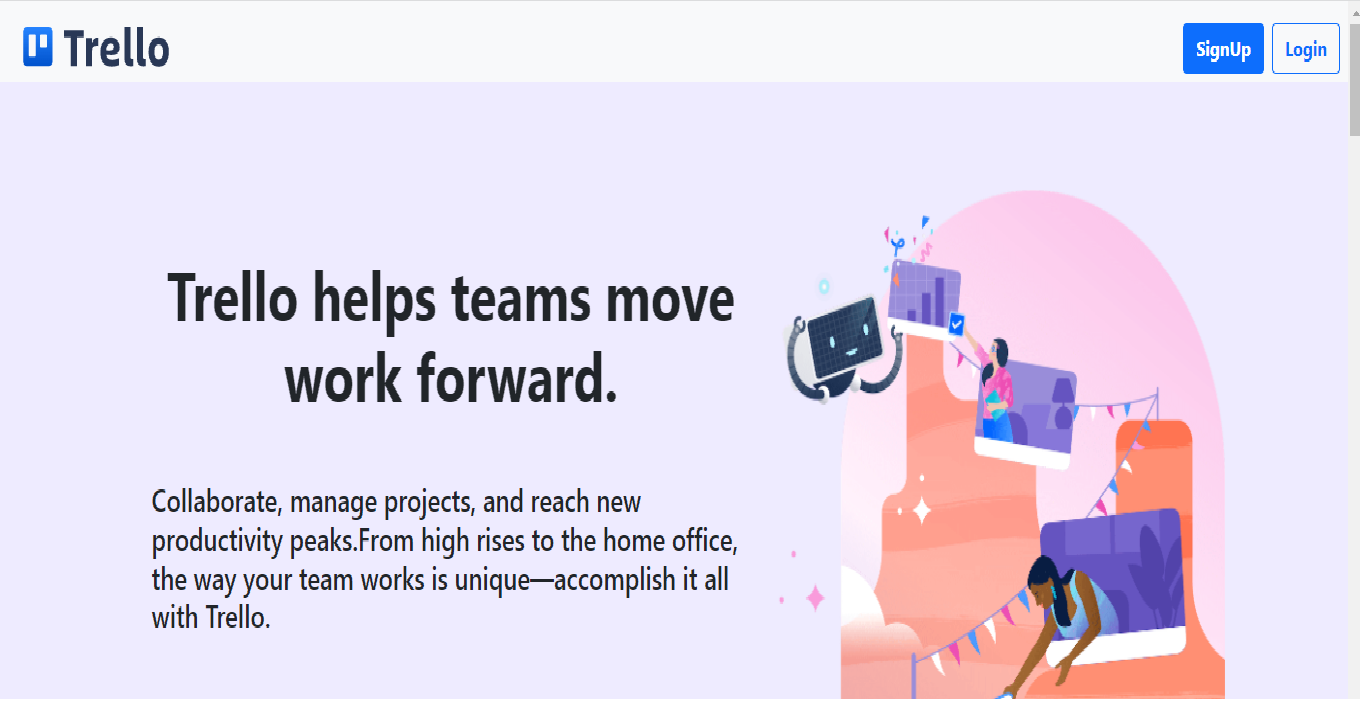 Trello
SignUp
Login
Trello helps teams move
work forward.
Collaborate, manage projects, and reach new
productivity peaks.From high rises to the home office,
the way your team works is unique—accomplish it all
with Trello.